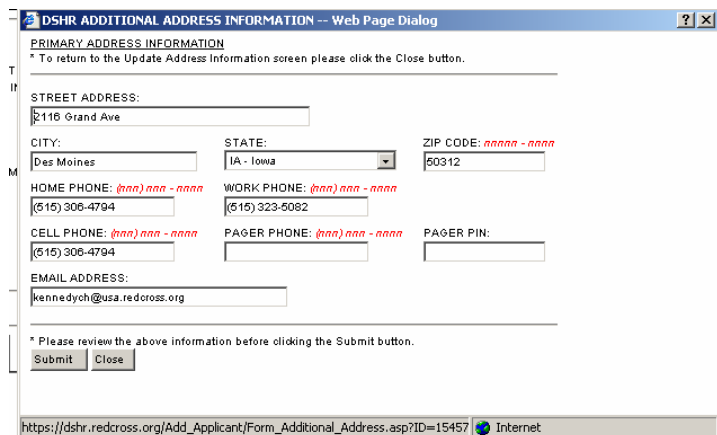 DSHR ADDITIONAL ADDRESS INFORMATION -- Web Page Dialog
PRIMARY ADDRESS INFORMATION
* To return to the Update Address Information screen please click the Close button.
STREET ADDRESS:
2116 Grand Ave
CITY: STATE: ZIP CODE: nnnnn - nnnn
Des Moines IA - Iowa 50312
HOME PHONE: (nnn) nnn - nnnn WORK PHONE: (nnn) nnn - nnnn
(515) 306-4794 (515) 323-5082
CELL PHONE: (nnn) nnn - nnnn PAGER PHONE: (nnn) nnn - nnnn PAGER PIN:
(515) 306-4794
EMAIL ADDRESS:
kennedych@usa.redcross.org
* Please review the above information before clicking the Submit button.
Submit Close
https://dshr.redcross.org/Add_Applicant/Form_Additional_Address.asp?ID=15457 Internet